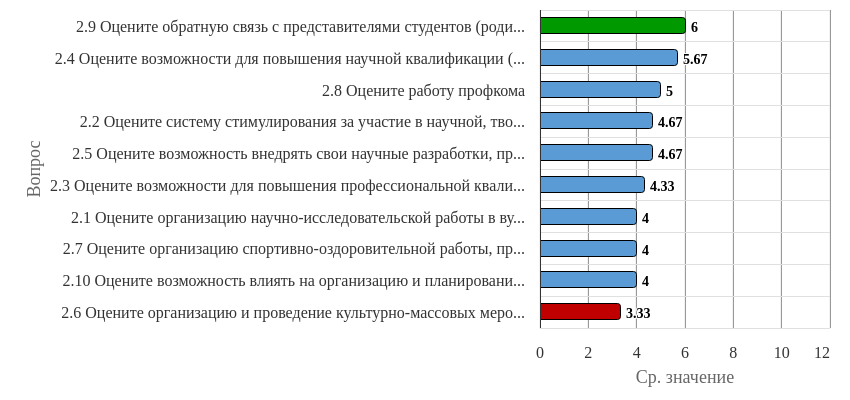 2.9 Оцените обратную связь с представителями студентов (роди... 6
2.4 Оцените возможности для повышения научной квалификации (... 5.67
2.8 Оцените работу профкома 5
2.2 Оцените систему стимулирования за участие в научной, тво... 4.67
2.5 Оцените возможность внедрять свои научные разработки, пр... 4.67
2.3 Оцените возможности для повышения профессиональной квали... 4.33
2.1 Оцените организацию научно-исследовательской работы в ву... 4
2.7 Оцените организацию спортивно-оздоровительной работы, пр... 4
2.10 Оцените возможность влиять на организацию и планировани... 4
2.6 Оцените организацию и проведение культурно-массовых меро... 3.33
Вопрос
0 2 4 6 8 10 12
Ср. значение